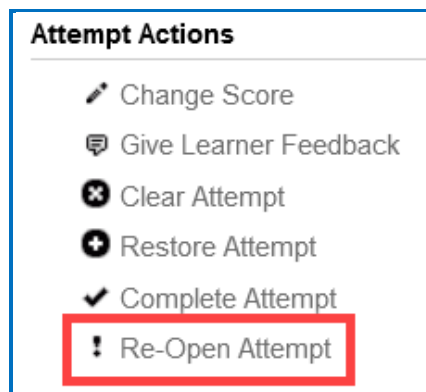 Attempt Actions
Change Score
Give Learner Feedback
Clear Attempt
Restore Attempt
Complete Attempt
Re-Open Attempt